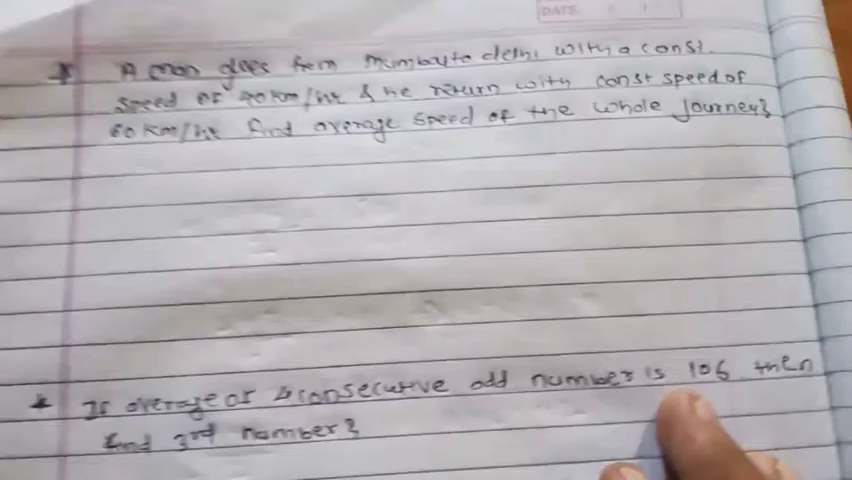 DATE
* A man goes from Mumbay to delhi with a const.
speed of 40 km/hr & he return with const speed of
60 km/hr find average speed of the whole journey?
* If average of 4 consecutive odd number is 106 then
find 3rd number?